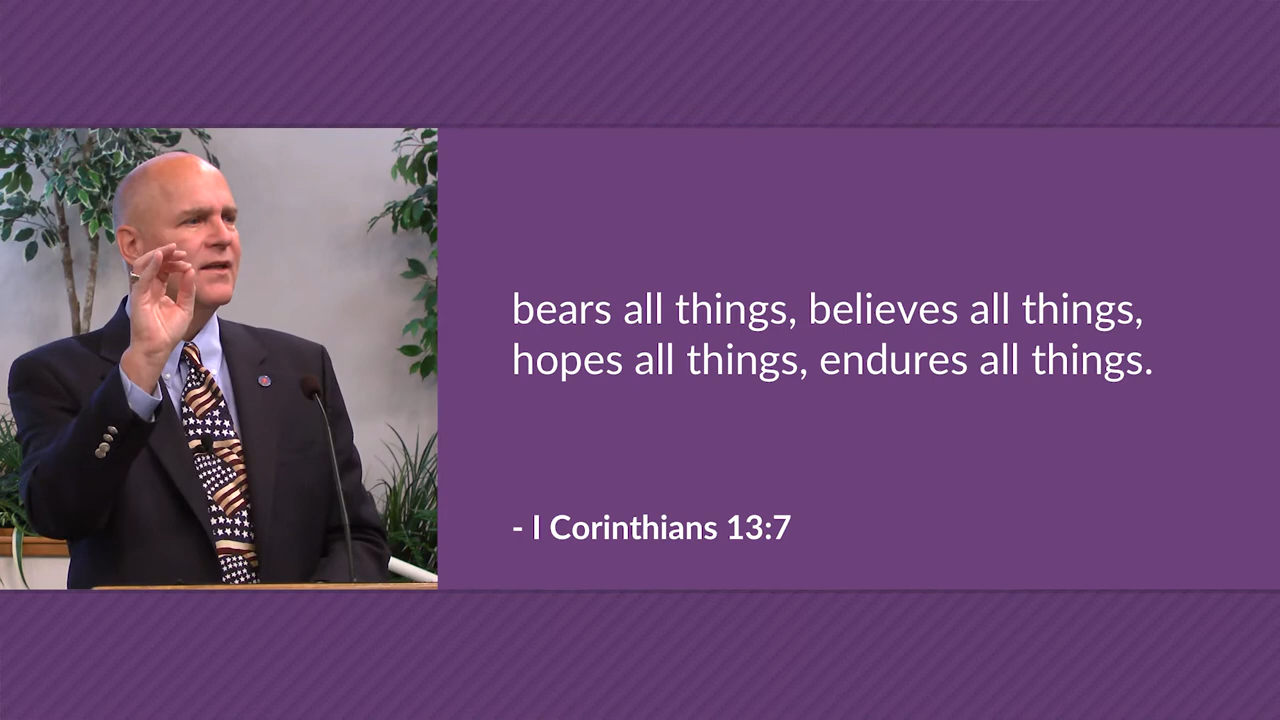 bears all things, believes all things,
hopes all things, endures all things.
- I Corinthians 13:7